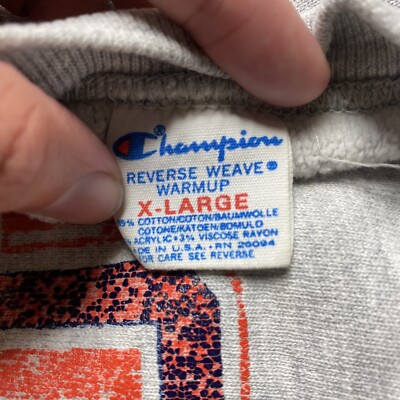 Champion®
REVERSE WEAVE®
WARMUP
X-LARGE
% COTTON/COTON/BAUMWOLLE
COTONE/KATOEN/BOMULD
ACRYLIC • 3% VISCOSE RAYON
IN U.S.A. • RN 26094
FOR CARE SEE REVERSE